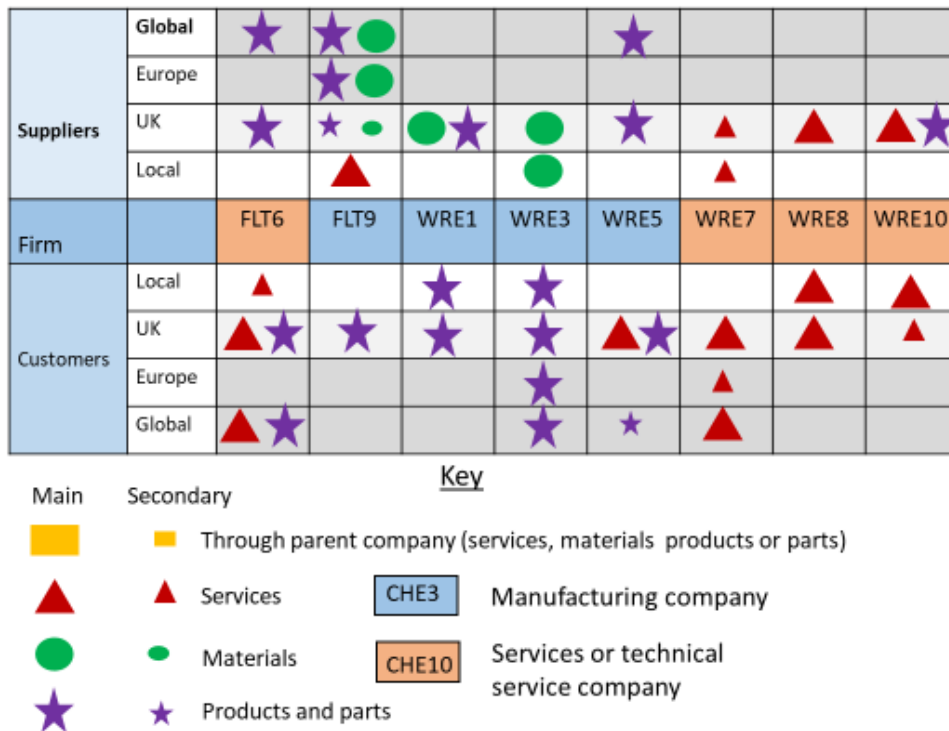 Global
Europe
Suppliers
UK
Local
Firm
FLT6 FLT9 WRE1 WRE3 WRE5 WRE7 WRE8 WRE10
Local
UK
Customers
Europe
Global
Key
Main Secondary
Through parent company (services, materials products or parts)
Services
CHE3 Manufacturing company
Materials
CHE10 Services or technical
service company
Products and parts